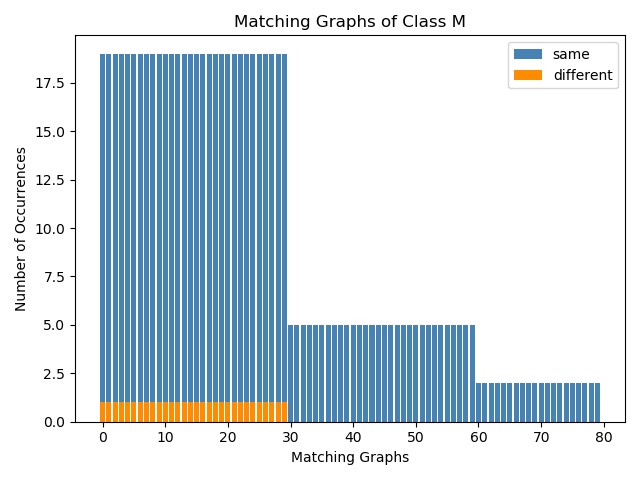 Matching Graphs of Class M
same
different
17.5
15.0
12.5
10.0
7.5
5.0
2.5
0.0
Number of Occurrences
0 10 20 30 40 50 60 70 80
Matching Graphs